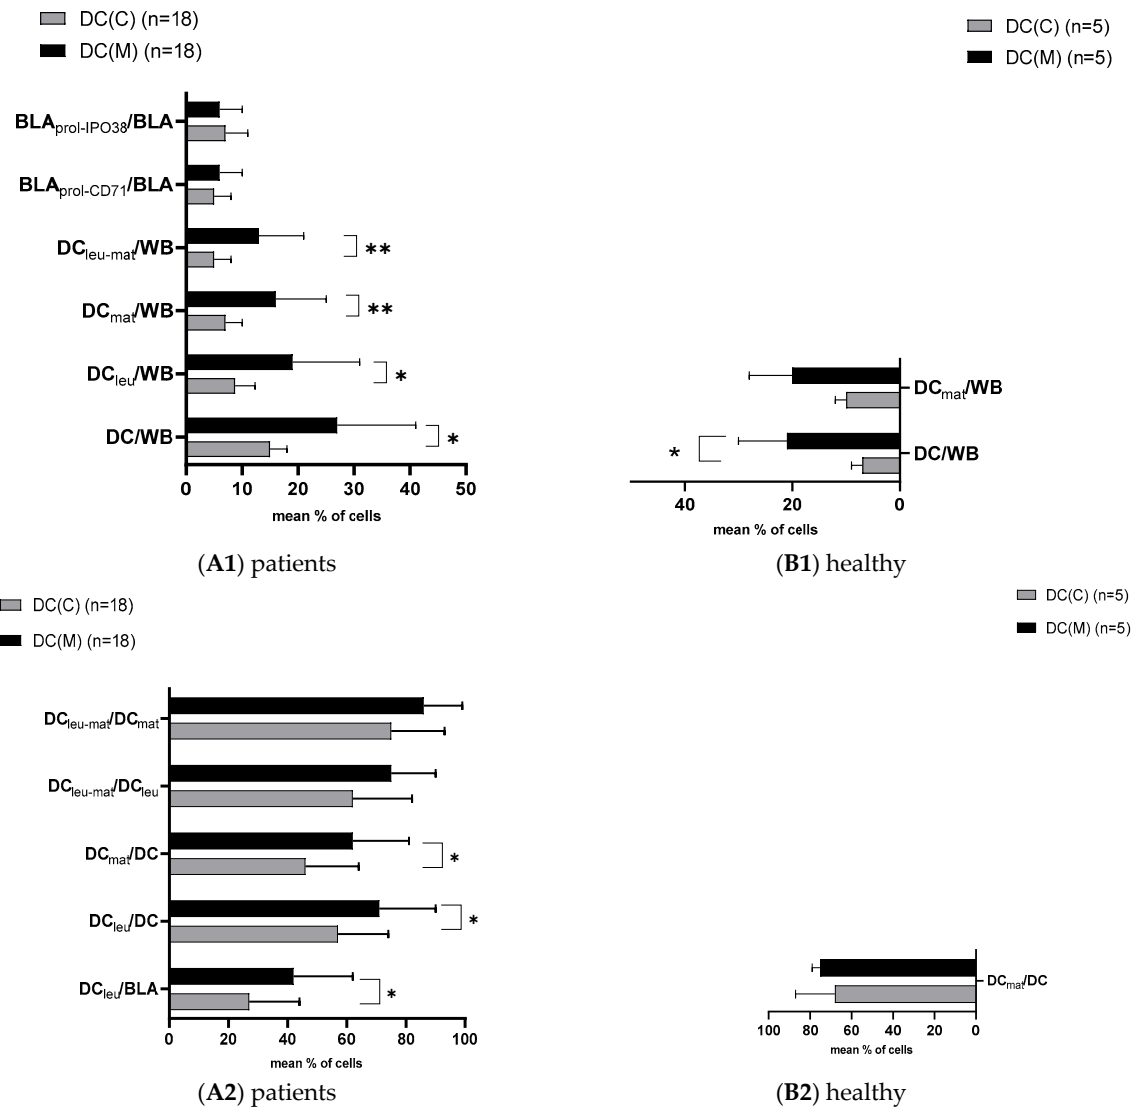 DC(C) (n=18)
DC(M) (n=18)
BLAprol-IPO38/BLA
BLAprol-CD71/BLA
DCleu-mat/WB
**
DCmat/WB
**
DCleu/WB
*
DC/WB
*
0 10 20 30 40 50
mean % of cells
(A1) patients
DC(C) (n=5)
DC(M) (n=5)
DCmat/WB
DC/WB
*
40 20 0
mean % of cells
(B1) healthy
DC(C) (n=18)
DC(M) (n=18)
DCleu-mat/DCmat
DCleu-mat/DCleu
DCmat/DC
*
DCleu/DC
*
DCleu/BLA
*
0 20 40 60 80 100
mean % of cells
(A2) patients
DC(C) (n=5)
DC(M) (n=5)
DCmat/DC
100 80 60 40 20 0
mean % of cells
(B2) healthy